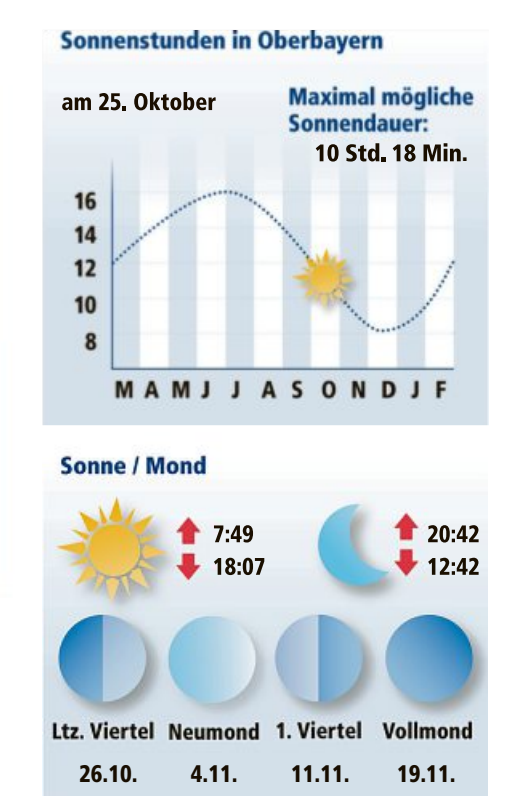 Sonnenstunden in Oberbayern
am 25. Oktober
Maximal mögliche
Sonnendauer:
10 Std. 18 Min.
16
14
12
10
8
M A M J J A S O N D J F
Sonne / Mond
7:49
18:07
20:42
12:42
Ltz. Viertel Neumond 1. Viertel Vollmond
26.10. 4.11. 11.11. 19.11.